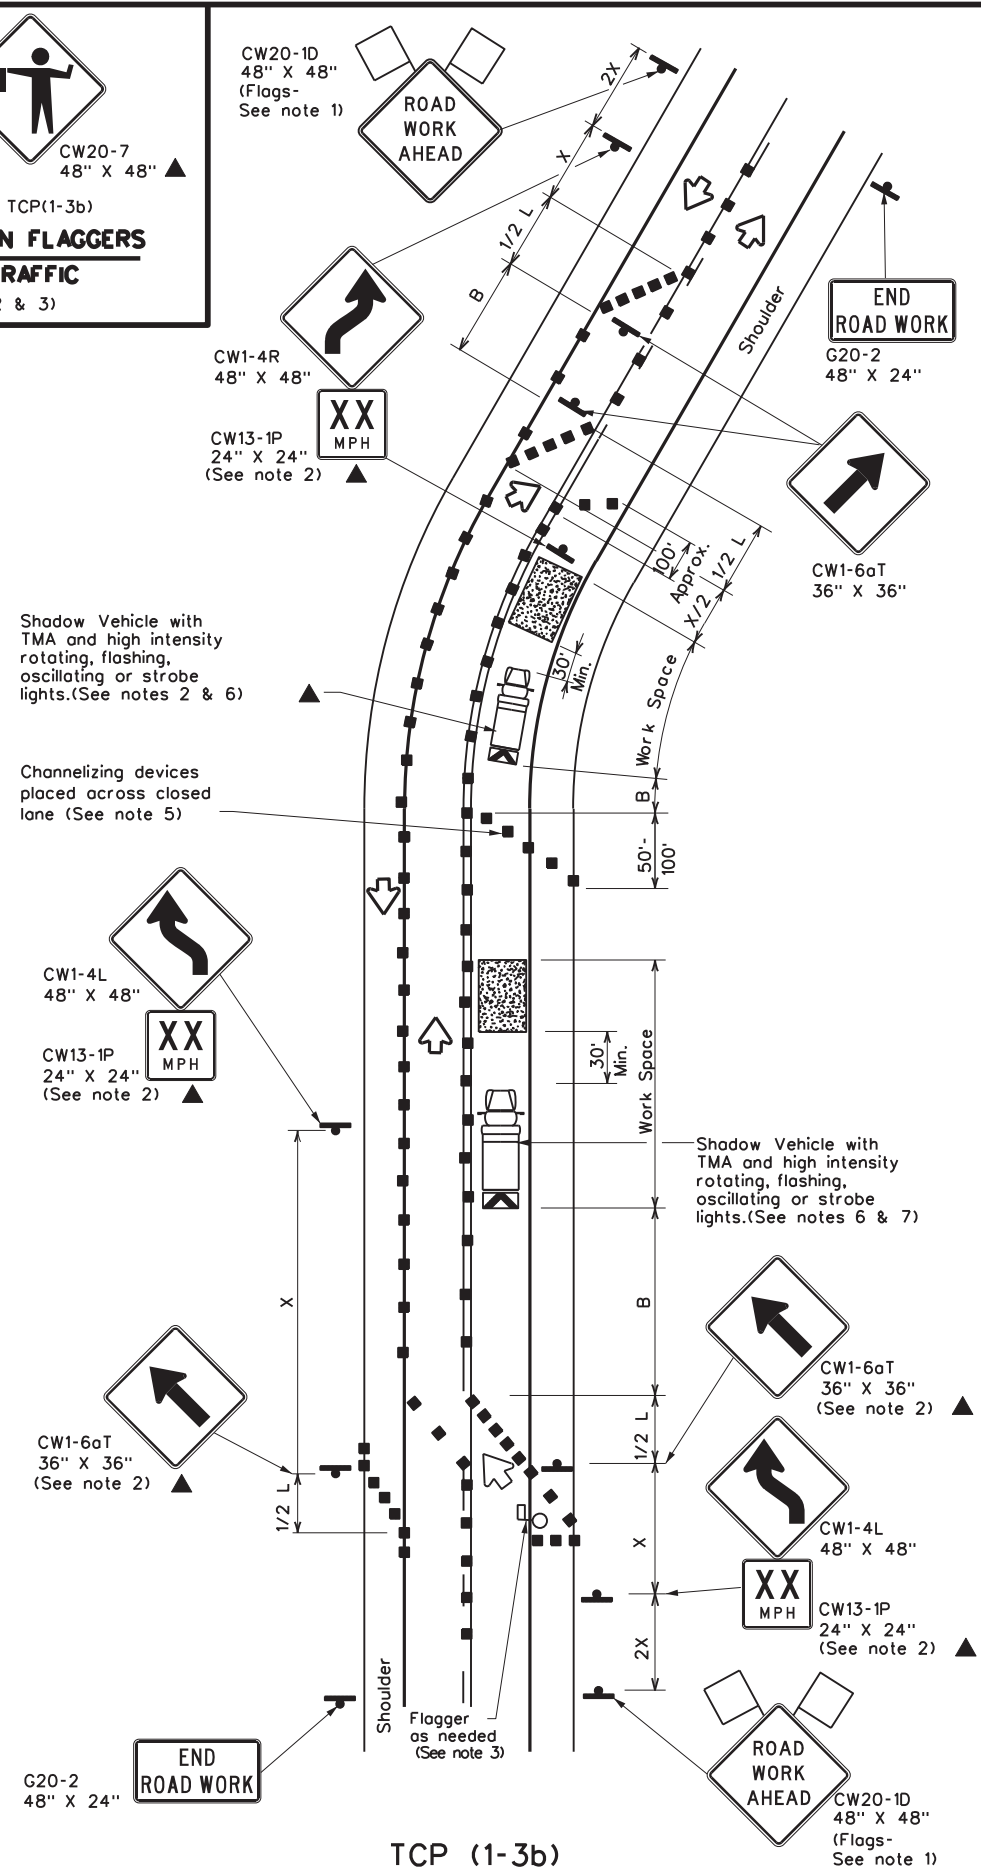 CW20-7
48" X 48"
TCP(1-3b)
N FLAGGERS
RAFFIC
& 3)
CW20-1D
48" X 48"
(Flags-
See note 1)
ROAD
WORK
AHEAD
2X
X
1/2 L
B
CW1-4R
48" X 48"
XX
MPH
CW13-1P
24" X 24"
(See note 2)
Shoulder
END
ROAD WORK
G20-2
48" X 24"
CW1-6aT
36" X 36"
100'
Approx.
1/2 L
X/2
Shadow Vehicle with
TMA and high intensity
rotating, flashing,
oscillating or strobe
lights.(See notes 2 & 6)
30'
Min.
Work Space
B
Channelizing devices
placed across closed
lane (See note 5)
50'-
100'
CW1-4L
48" X 48"
XX
MPH
CW13-1P
24" X 24"
(See note 2)
30'
Min.
Work Space
Shadow Vehicle with
TMA and high intensity
rotating, flashing,
oscillating or strobe
lights.(See notes 6 & 7)
X
B
CW1-6aT
36" X 36"
(See note 2)
1/2 L
CW1-6aT
36" X 36"
(See note 2)
1/2 L
X
CW1-4L
48" X 48"
XX
MPH
CW13-1P
24" X 24"
(See note 2)
2X
Shoulder
Flagger
as needed
(See note 3)
END
ROAD WORK
G20-2
48" X 24"
ROAD
WORK
AHEAD
CW20-1D
48" X 48"
(Flags-
See note 1)
TCP (1-3b)